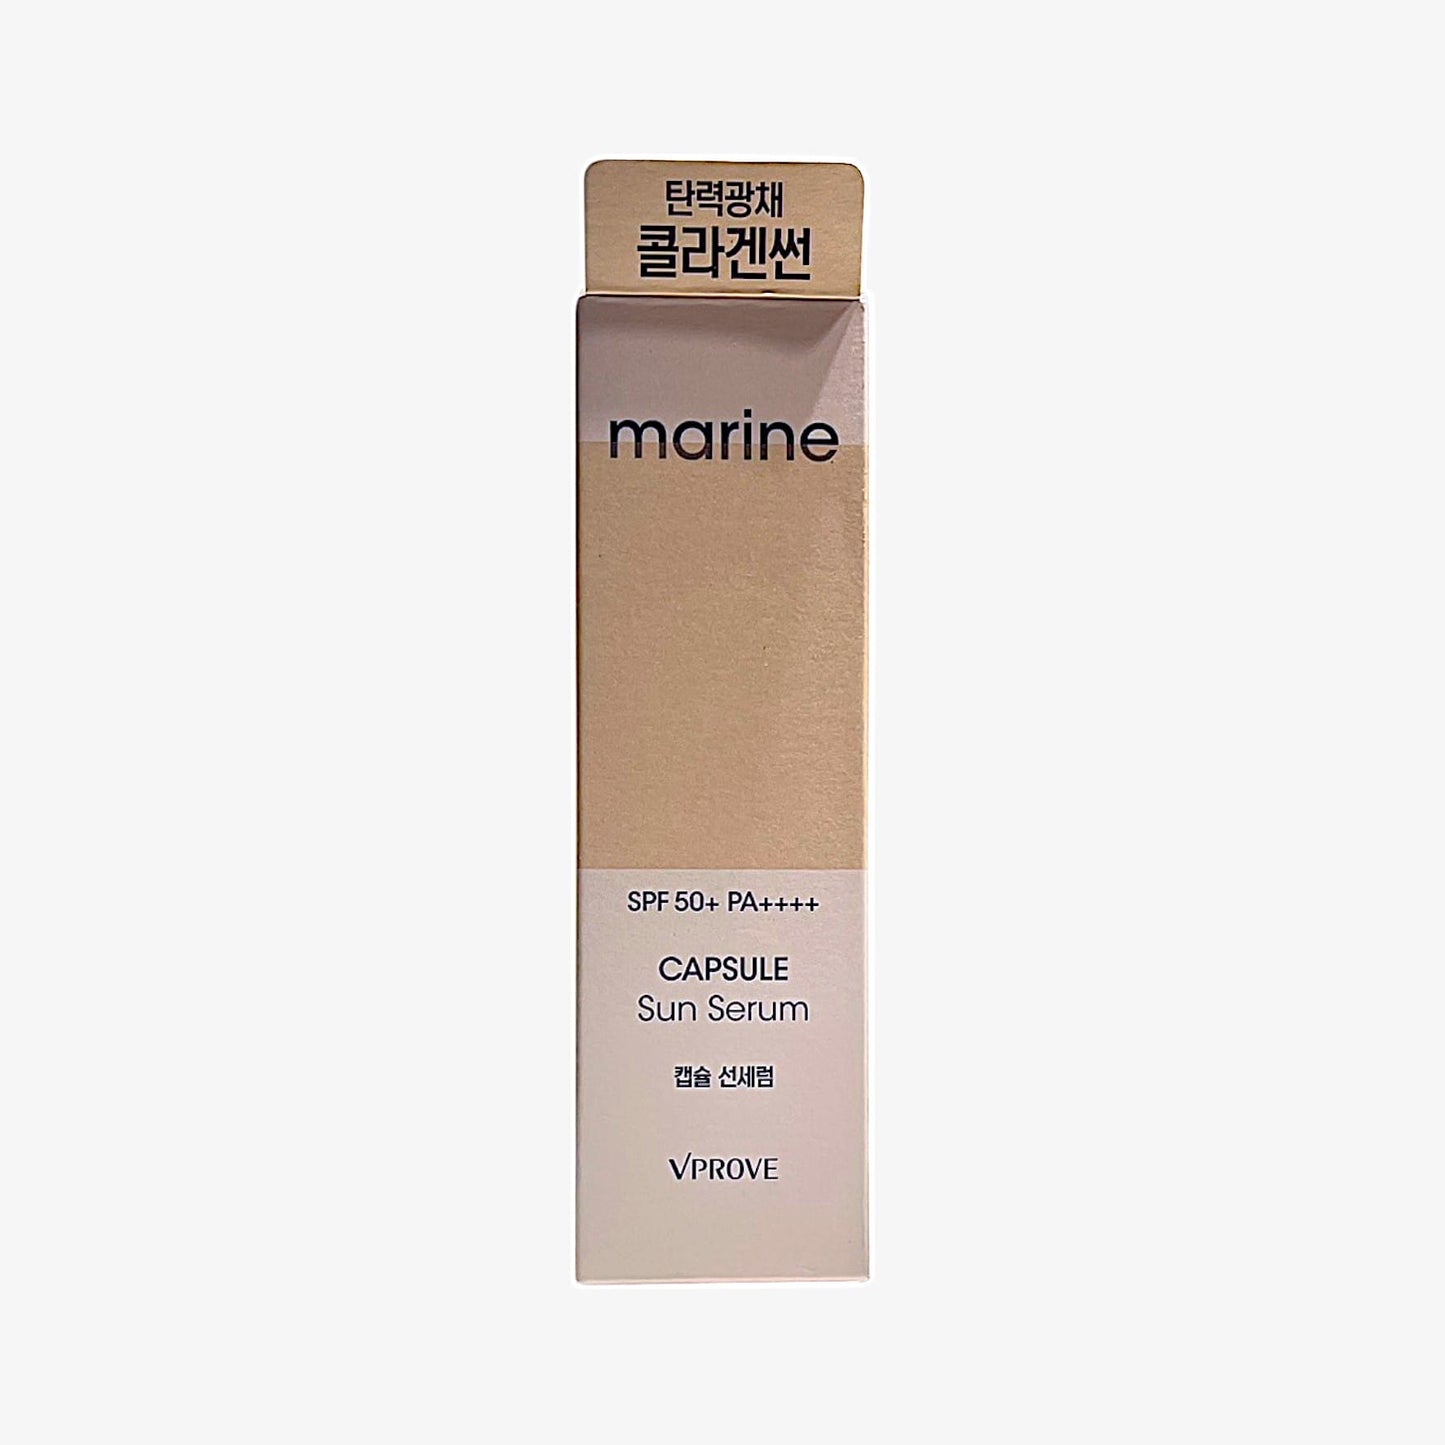 탄력광채
콜라겐썬
marine
SPF 50+ PA++++
CAPSULE
Sun Serum
캡슐 선세럼
VPROVE